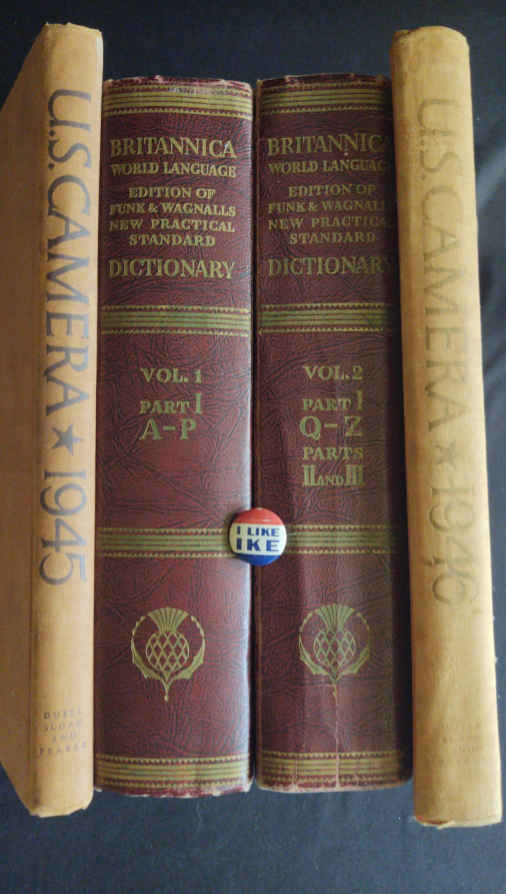 U.S. CAMERA ★ 1945
DUELL
SLOAN
AND
PEARCE
BRITANNICA
WORLD LANGUAGE
EDITION OF
FUNK & WAGNALLS
NEW PRACTICAL
STANDARD
DICTIONARY
VOL. 1
PART I
A-P
BRITANNICA
WORLD LANGUAGE
EDITION OF
FUNK & WAGNALLS
NEW PRACTICAL
STANDARD
DICTIONARY
VOL. 2
PART I
Q-Z
PARTS
II AND III
I LIKE
IKE
U.S. CAMERA ★ 1946